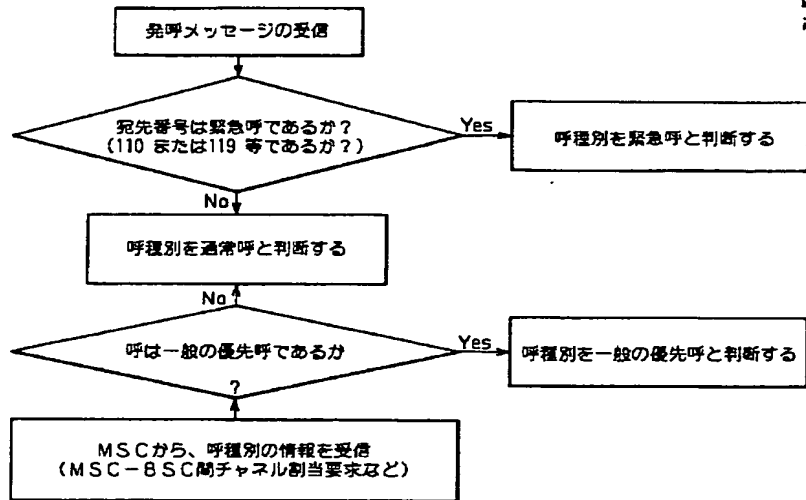 発呼メッセージの受信
宛先番号は緊急呼であるか?
(110 または119 等であるか?)
Yes
呼種別を緊急呼と判断する
No
呼種別を通常呼と判断する
No
呼は一般の優先呼であるか
?
Yes
呼種別を一般の優先呼と判断する
MSCから、呼種別の情報を受信
(MSC-BSC間チャネル割当要求など)